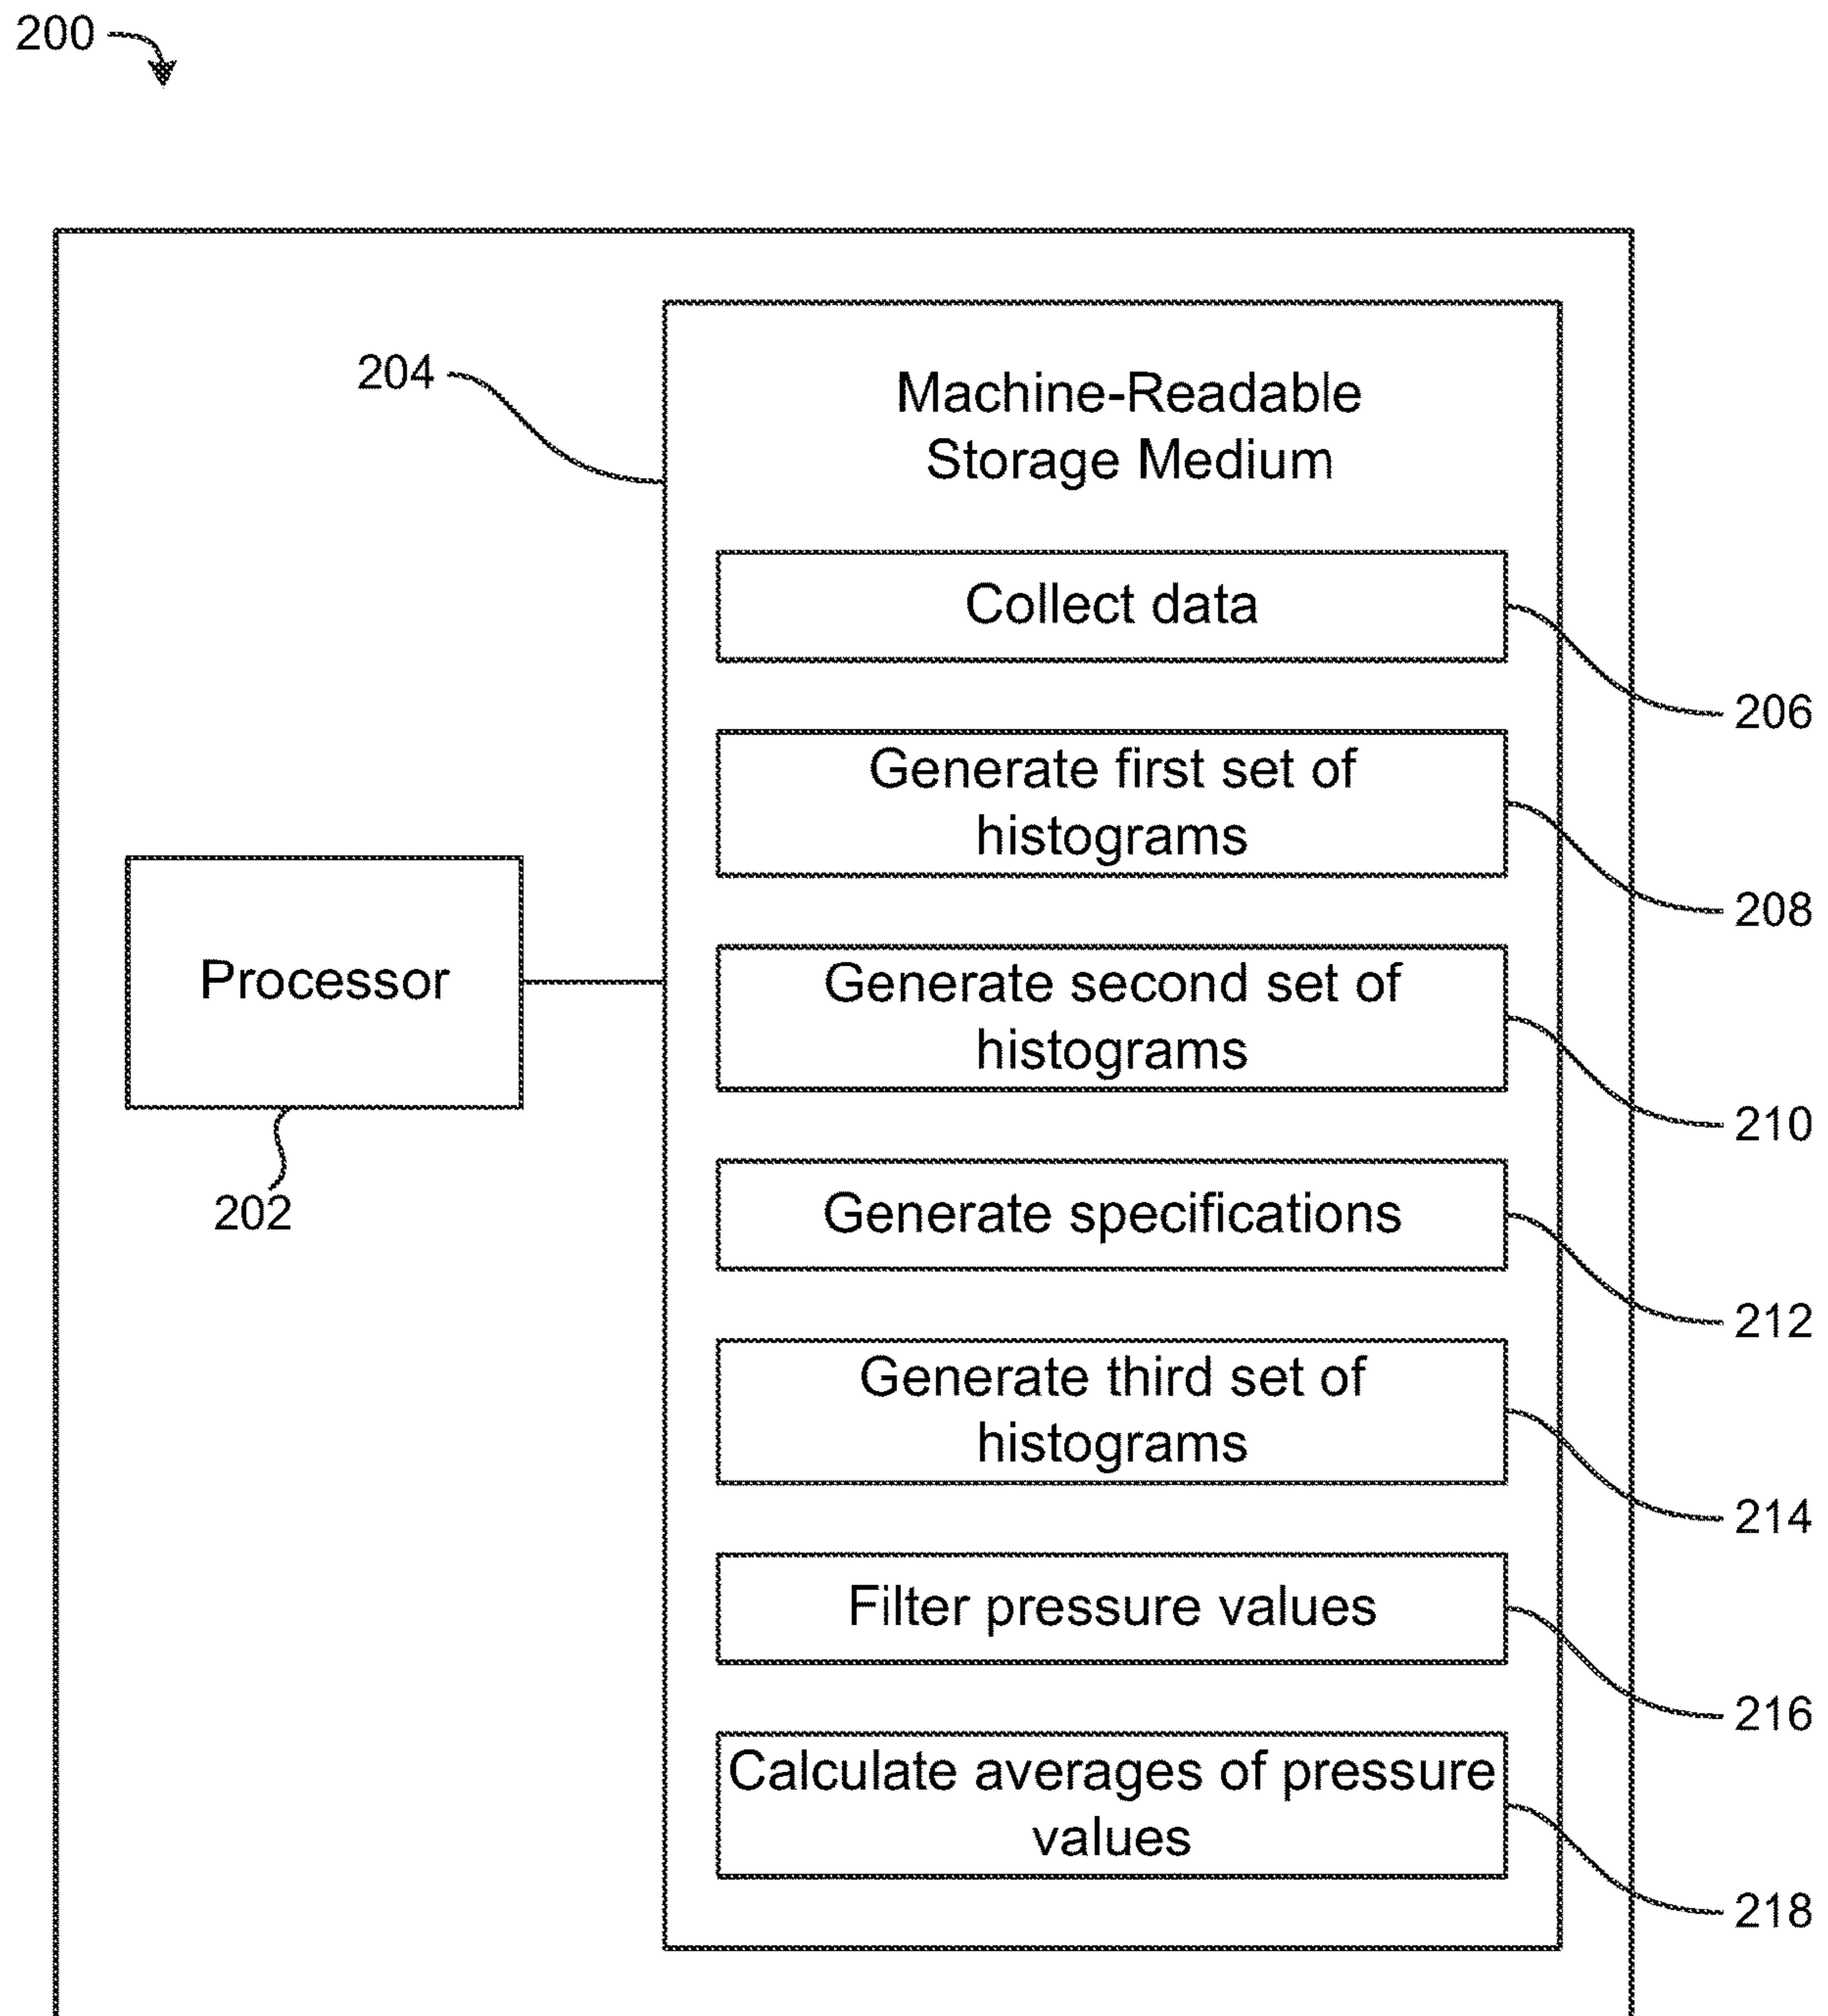 200
204
Machine-Readable
Storage Medium
Collect data
206
Generate first set of
histograms
208
Processor
202
Generate second set of
histograms
210
Generate specifications
212
Generate third set of
histograms
214
Filter pressure values
216
Calculate averages of pressure
values
218